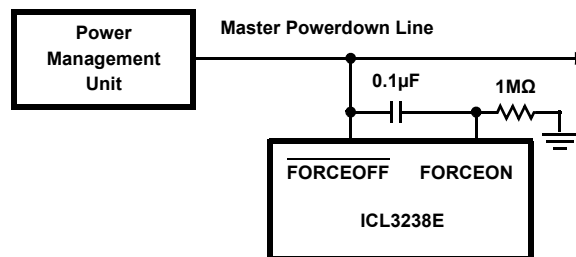 Power
Management
Unit
Master Powerdown Line
0.1µF
1MΩ
FORCEOFF FORCEON
ICL3238E